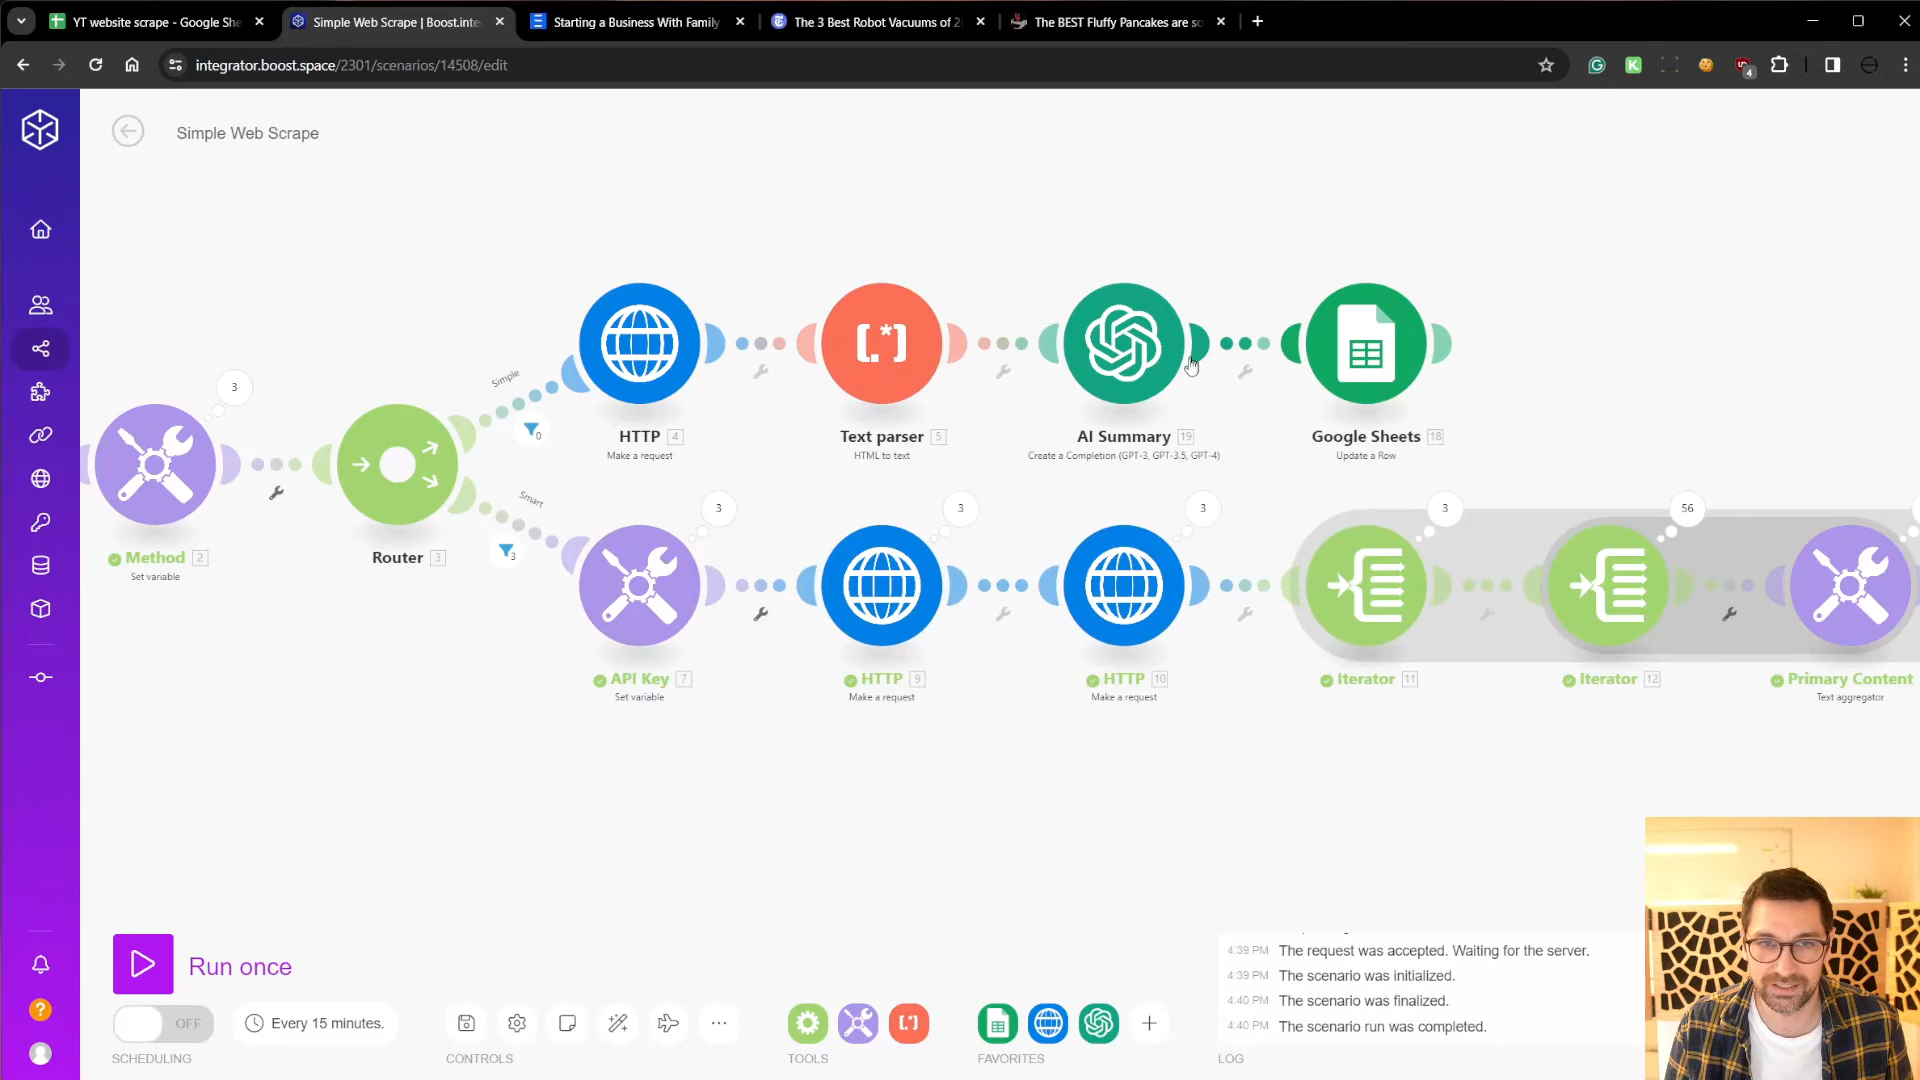 YT website scrape - Google She
Simple Web Scrape | Boost.inte
Starting a Business With Family
The 3 Best Robot Vacuums of 2
The BEST Fluffy Pancakes are so
integrator.boost.space/2301/scenarios/14508/edit
4
Simple Web Scrape
Simple
0
HTTP 4
Make a request
Text parser 5
HTML to text
AI Summary 19
Create a Completion (GPT-3, GPT-3.5, GPT-4)
Google Sheets 18
Update a Row
3
Method 2
Set variable
Router 3
Smart
3
3
API Key 7
Set variable
3
HTTP 9
Make a request
3
HTTP 10
Make a request
3
Iterator 11
56
Iterator 12
Primary Content
Text aggregator
Run once
OFF
SCHEDULING
Every 15 minutes.
CONTROLS
TOOLS
FAVORITES
4:39 PM The request was accepted. Waiting for the server.
4:39 PM The scenario was initialized.
4:40 PM The scenario was finalized.
4:40 PM The scenario run was completed.
LOG